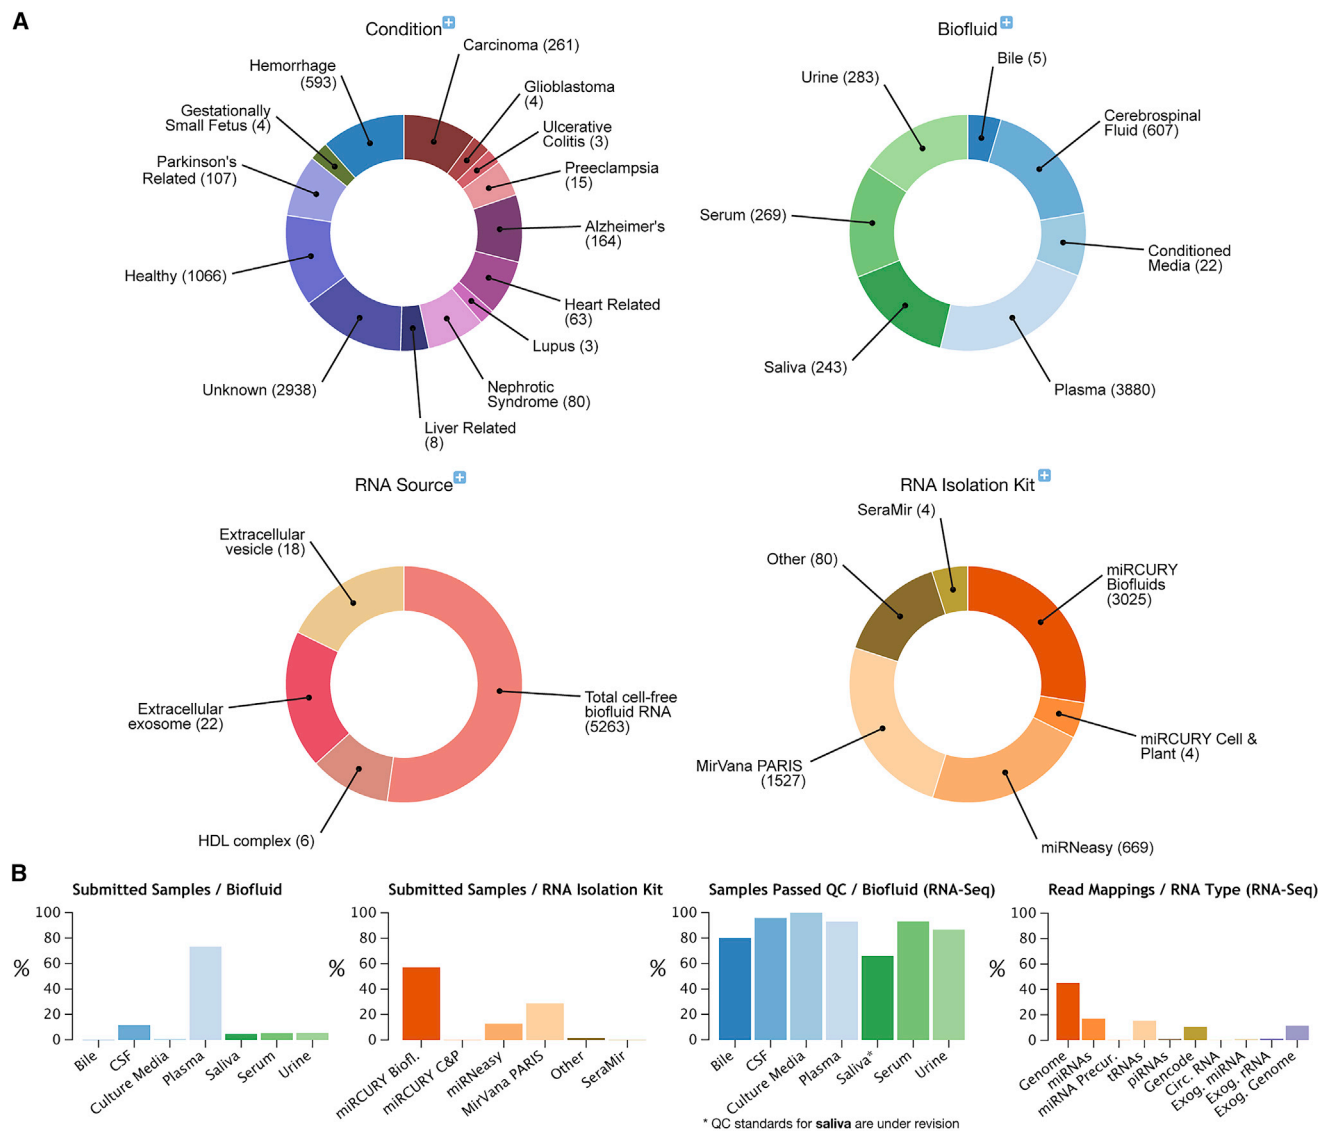 A
Condition
Carcinoma (261)
Glioblastoma
(4)
Ulcerative
Colitis (3)
Preeclampsia
(15)
Alzheimer's
(164)
Heart Related
(63)
Lupus (3)
Nephrotic
Syndrome (80)
Liver Related
(8)
Unknown (2938)
Healthy (1066)
Parkinson's
Related (107)
Gestationally
Small Fetus (4)
Hemorrhage
(593)
Biofluid
Bile (5)
Cerebrospinal
Fluid (607)
Conditioned
Media (22)
Plasma (3880)
Saliva (243)
Serum (269)
Urine (283)
RNA Source
Extracellular
vesicle (18)
Extracellular
exosome (22)
HDL complex (6)
Total cell-free
biofluid RNA
(5263)
RNA Isolation Kit
SeraMir (4)
Other (80)
MirVana PARIS
(1527)
miRNeasy (669)
miRCURY Cell &
Plant (4)
miRCURY
Biofluids
(3025)
B
Submitted Samples / Biofluid
100
80
60
40
20
0
%
Bile
CSF
Culture Media
Plasma
Saliva
Serum
Urine
Submitted Samples / RNA Isolation Kit
100
80
60
40
20
0
%
miRCURY Biofl.
miRCURY C&P
miRNeasy
MirVana PARIS
Other
SeraMir
Samples Passed QC / Biofluid (RNA-Seq)
100
80
60
40
20
0
%
Bile
CSF
Culture Media
Plasma
Saliva*
Serum
Urine
* QC standards for saliva are under revision
Read Mappings / RNA Type (RNA-Seq)
100
80
60
40
20
0
%
Genome
miRNAs
miRNA Precur.
tRNAs
piRNAs
Gencode
Circ. RNA
Exog. miRNA
Exog. rRNA
Exog. Genome